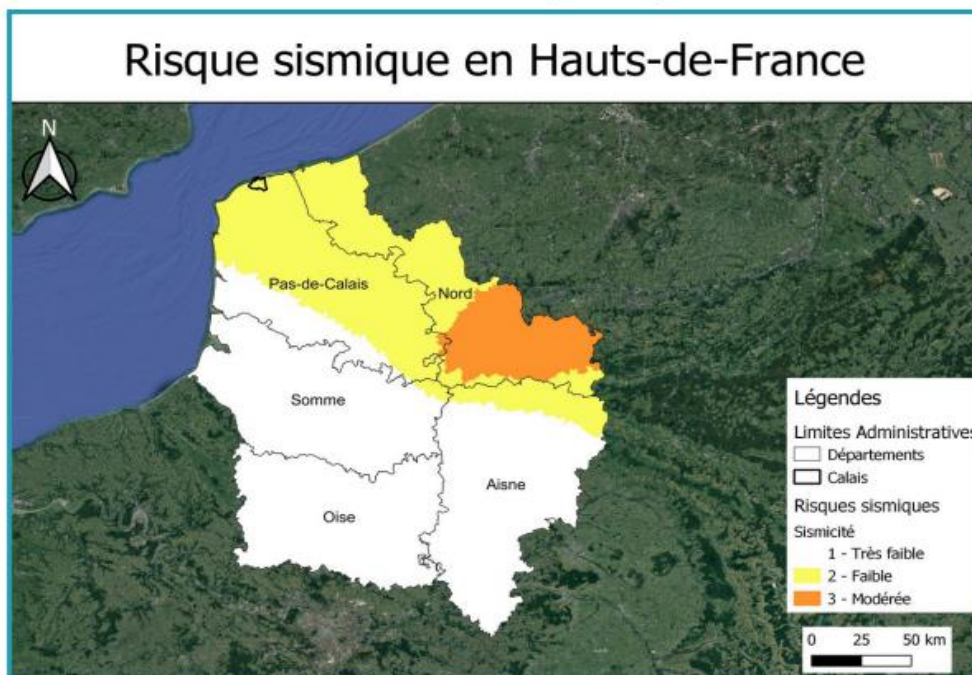 Risque sismique en Hauts-de-France
N
Pas-de-Calais
Nord
Somme
Aisne
Oise
Légendes
Limites Administratives
Départements
Calais
Risques sismiques
Sismicité
1 - Très faible
2 - Faible
3 - Modérée
0 25 50 km